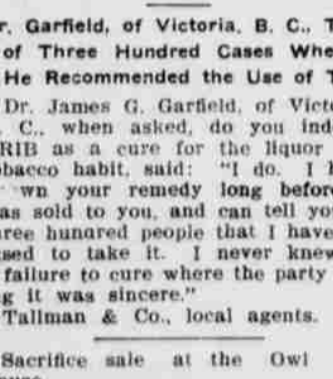 r. Garfield, of Victoria, B. C., T
of Three Hundred Cases Whe
He Recommended the Use of T
Dr. James G. Garfield, of Vict
. C., when asked, do you ind
RIB as a cure for the liquor
obacco habit, said: "I do. I h
wn your remedy long before
as sold to you, and can tell you
hree hundred people that I have
sed to take it. I never knew
failure to cure where the party
g it was sincere."
Tallman & Co., local agents.
Sacrifice sale at the Owl